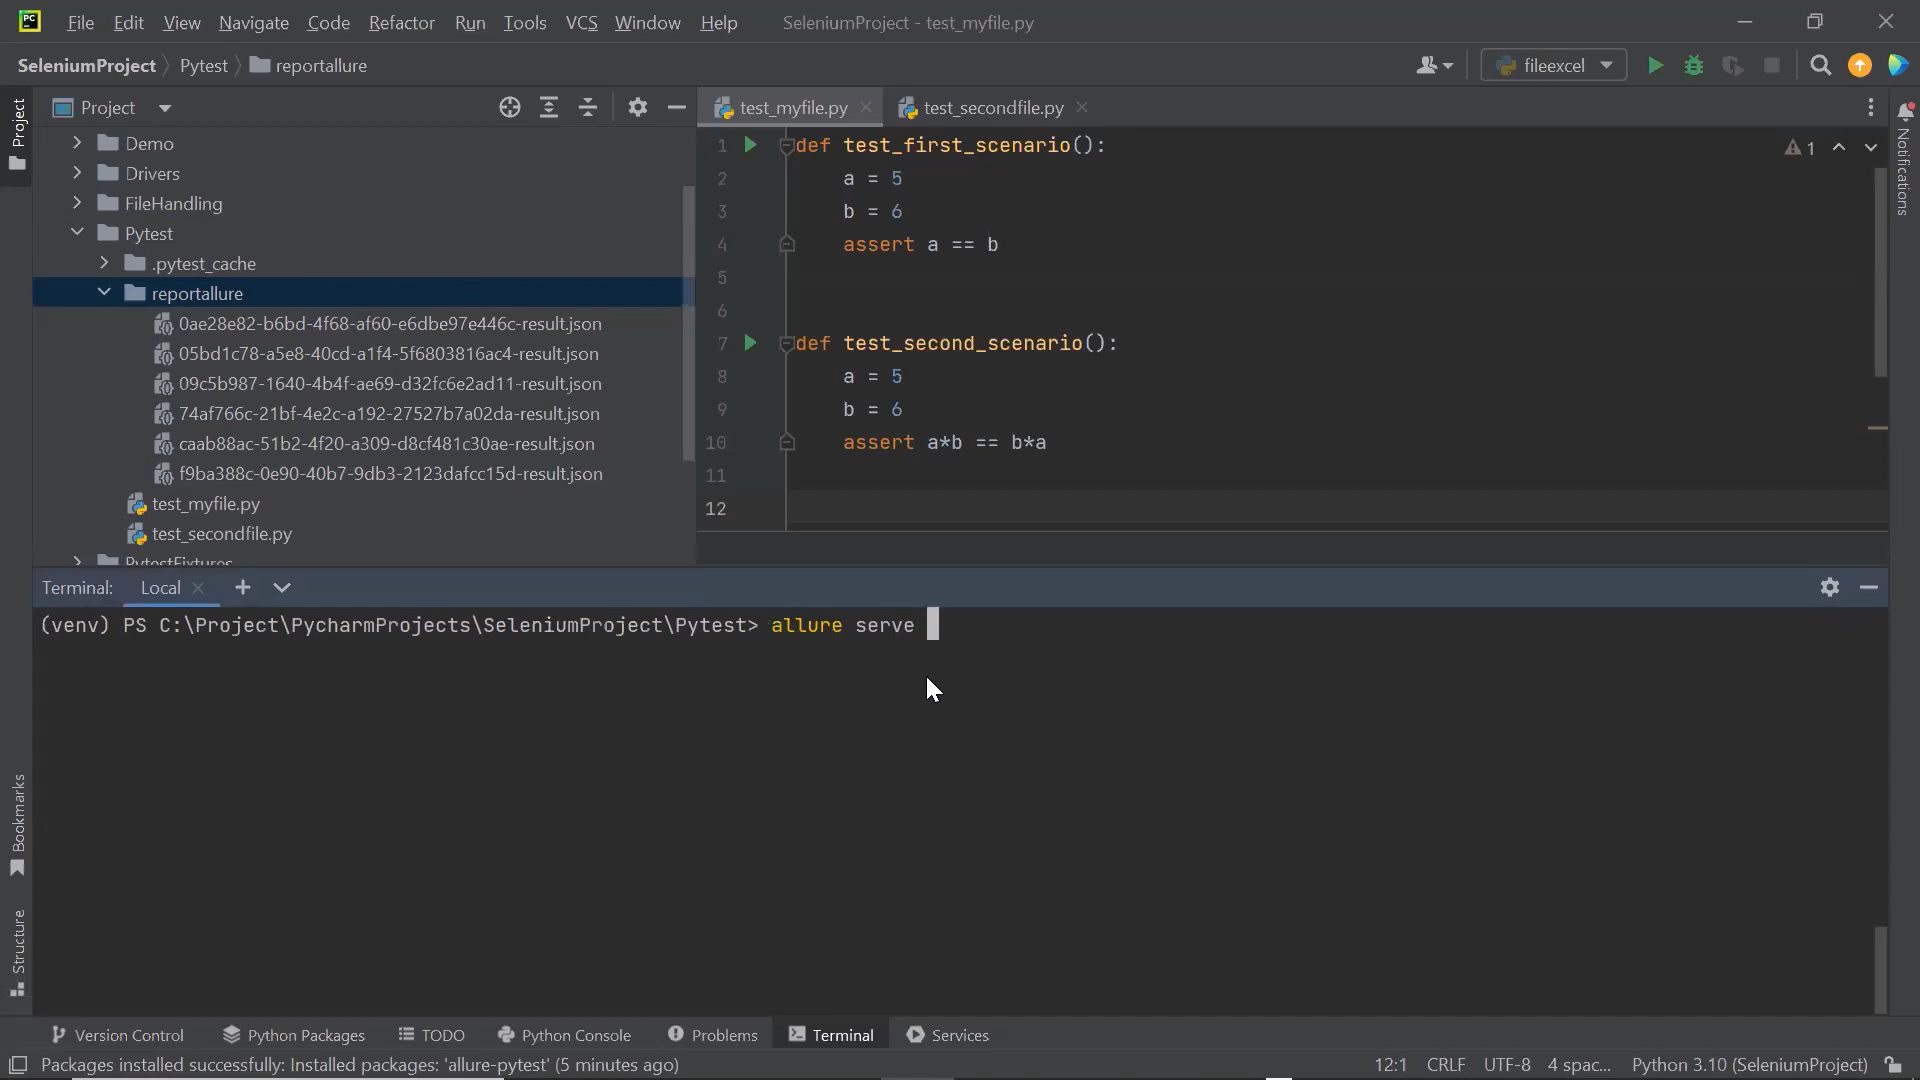 PC File Edit View Navigate Code Refactor Run Tools VCS Window Help SeleniumProject - test_myfile.py
SeleniumProject Pytest reportallure fileexcel
Project
Project
test_myfile.py
test_secondfile.py
Notifications
Demo
Drivers
FileHandling
Pytest
.pytest_cache
reportallure
0ae28e82-b6bd-4f68-af60-e6dbe97e446c-result.json
05bd1c78-a5e8-40cd-a1f4-5f6803816ac4-result.json
09c5b987-1640-4b4f-ae69-d32fc6e2ad11-result.json
74af766c-21bf-4e2c-a192-27527b7a02da-result.json
caab88ac-51b2-4f20-a309-d8cf481c30ae-result.json
f9ba388c-0e90-40b7-9db3-2123dafcc15d-result.json
test_myfile.py
test_secondfile.py
PytestFixtures
1 def test_first_scenario():
2 a = 5
3 b = 6
4 assert a == b
5
6
7 def test_second_scenario():
8 a = 5
9 b = 6
10 assert a*b == b*a
11
12
1
Terminal: Local
(venv) PS C:\Project\PycharmProjects\SeleniumProject\Pytest> allure serve
Bookmarks
Structure
Version Control Python Packages TODO Python Console Problems Terminal Services
Packages installed successfully: Installed packages: 'allure-pytest' (5 minutes ago) 12:1 CRLF UTF-8 4 spac... Python 3.10 (SeleniumProject)